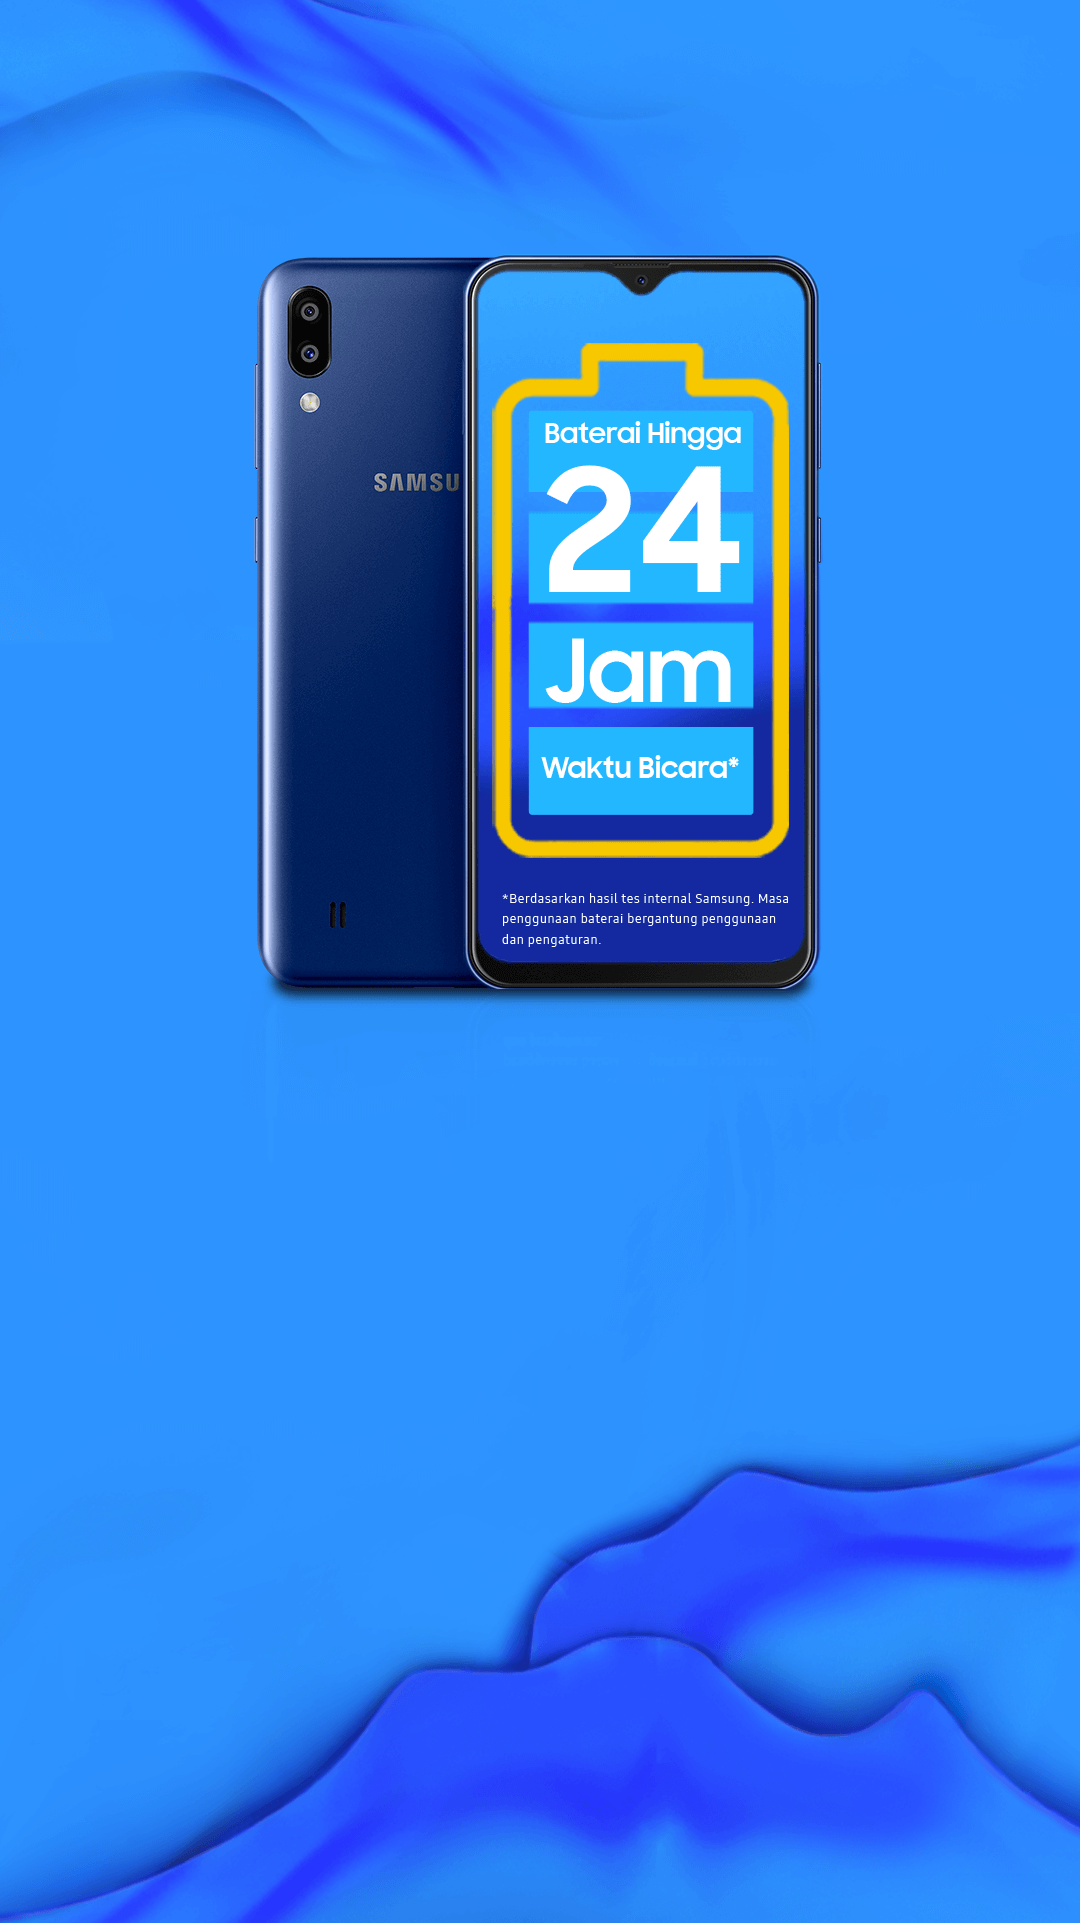 SAMSU
Baterai Hingga
24
Jam
Waktu Bicara*
*Berdasarkan hasil tes internal Samsung. Masa
penggunaan baterai bergantung penggunaan
dan pengaturan.